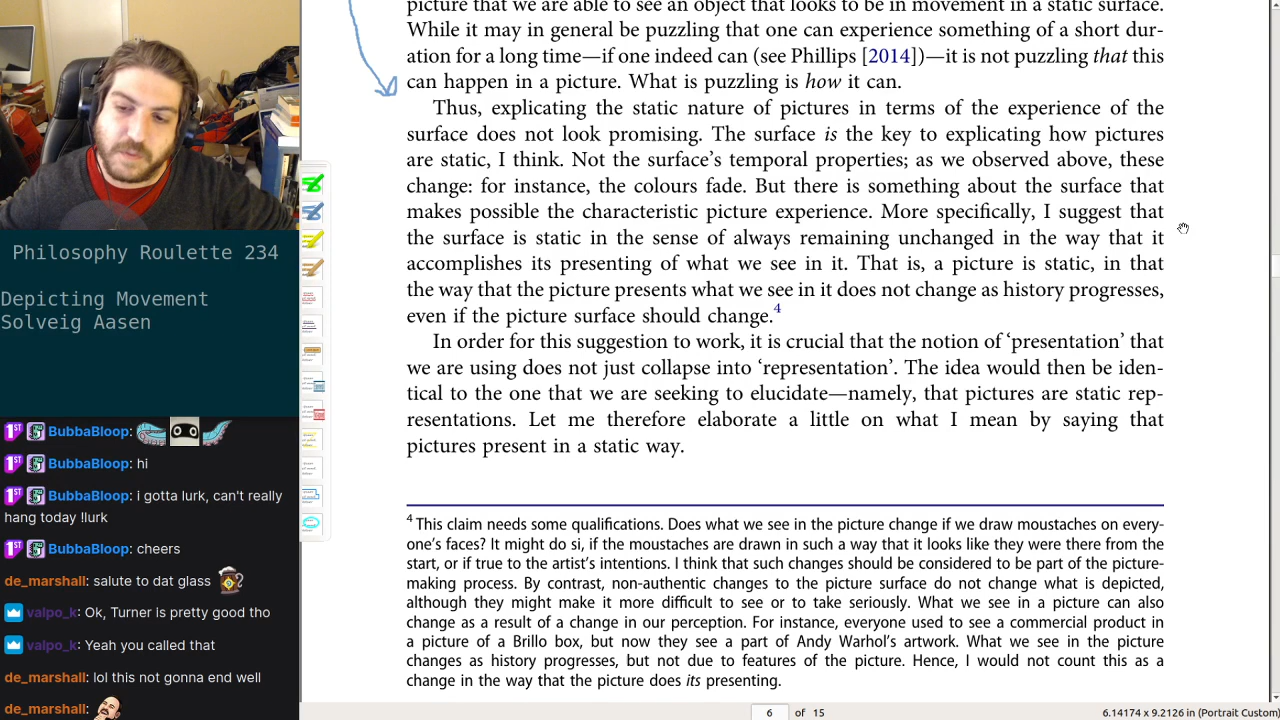 picture that we are able to see an object that looks to be in movement in a static surface.
While it may in general be puzzling that one can experience something of a short dur-
ation for a long time—if one indeed can (see Phillips [2014])—it is not puzzling that this
can happen in a picture. What is puzzling is how it can.
Thus, explicating the static nature of pictures in terms of the experience of the
surface does not look promising. The surface is the key to explicating how pictures
are static, I think. Not the surface's temporal properties; as we observed above, these
change: for instance, the colours fade. But there is something about the surface that
makes possible the characteristic picture experience. More specifically, I suggest that
the surface is static in the sense of always remaining unchanged in the way that it
accomplishes its presenting of what we see in it. That is, a picture is static, in that
the way that the picture presents what we see in it does not change as history progresses,
even if the picture surface should change.4
In order for this suggestion to work, it is crucial that the notion of 'presentation' that
we are using does not just collapse into 'representation'. The idea would then be iden-
tical to the one that we are seeking to elucidate—namely, that pictures are static rep-
resentations. Let me therefore elaborate a little on what I mean by saying that
pictures present in a static way.
4 This claim needs some qualification. Does what we see in the picture change if we draw moustaches on every-
one's faces? It might do si, if the moustaches are drawn in such a way that it looks like they were there from the
start, or if true to the artist's intentions. I think that such changes should be considered to be part of the picture-
making process. By contrast, non-authentic changes to the picture surface do not change what is depicted,
although they might make it more difficult to see or to take seriously. What we see in a picture can also
change as a result of a change in our perception. For instance, everyone used to see a commercial product in
a picture of a Brillo box, but now they see a part of Andy Warhol's artwork. What we see in the picture
changes as history progresses, but not due to features of the picture. Hence, I would not count this as a
change in the way that the picture does its presenting.
6 of 15
6.14174 x 9.2126 in (Portrait Custom)
Philosophy Roulette 234
Depicting Movement
Solveig Aasen
1ST BubbaBloop:
1ST BubbaBloop: hi
1ST BubbaBloop: i gotta lurk, can't really
hang today !lurk
1ST BubbaBloop: cheers
de_marshall: salute to dat glass
valpo_k: Ok, Turner is pretty good tho
valpo_k: Yeah you called that
de_marshall: lol this not gonna end well
de_marshall: